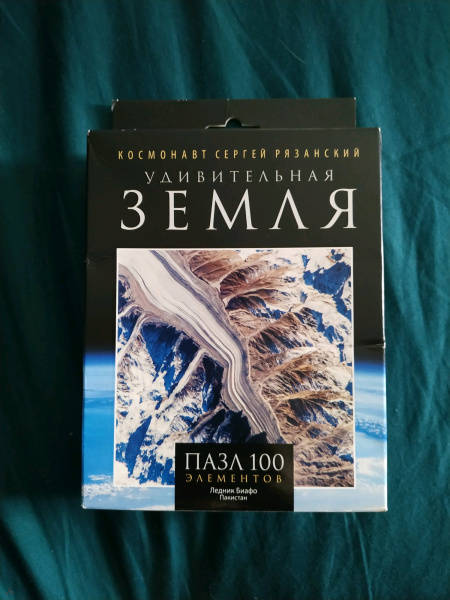 КОСМОНАВТ СЕРГЕЙ РЯЗАНСКИЙ
УДИВИТЕЛЬНАЯ
ЗЕМЛЯ
ПАЗЛ 100
ЭЛЕМЕНТОВ
Ледник Биафо
Пакистан